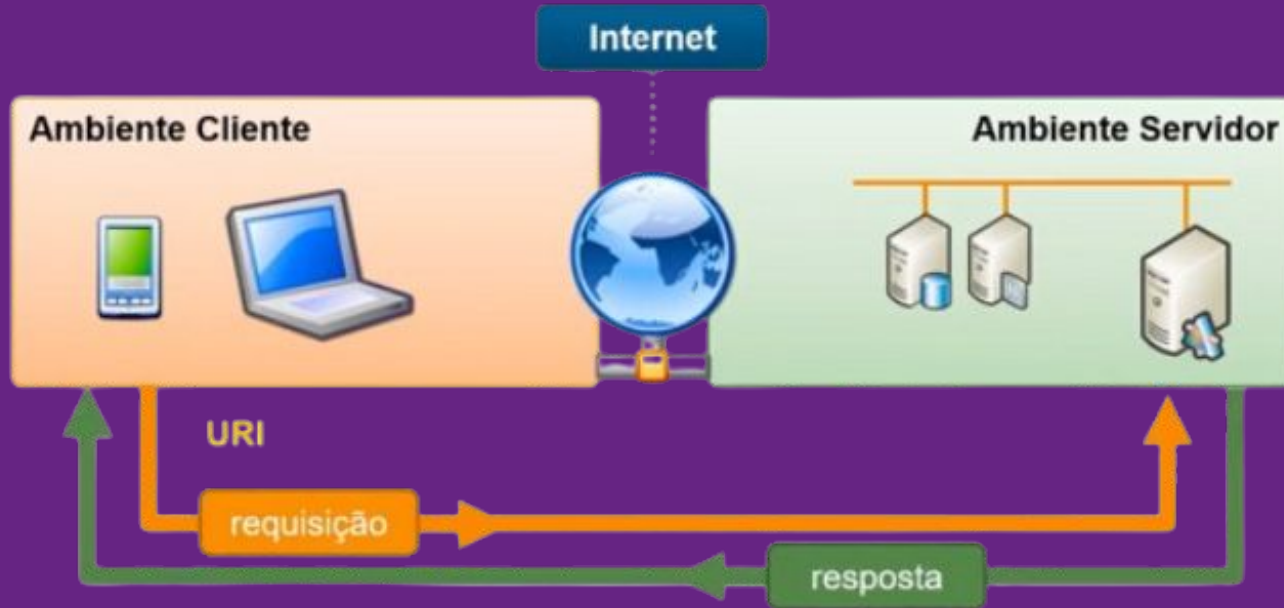 Internet
Ambiente Cliente
Ambiente Servidor
URI
requisição
resposta